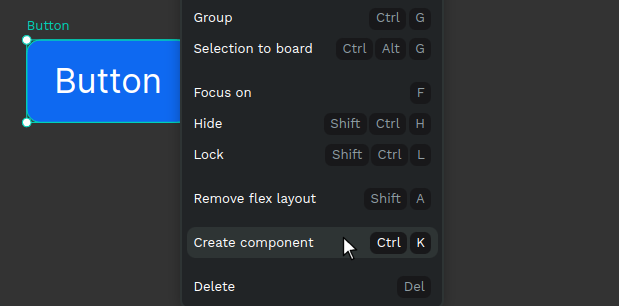 Button
Button
Group Ctrl G
Selection to board Ctrl Alt G
Focus on F
Hide Shift Ctrl H
Lock Shift Ctrl L
Remove flex layout Shift A
Create component Ctrl K
Delete Del